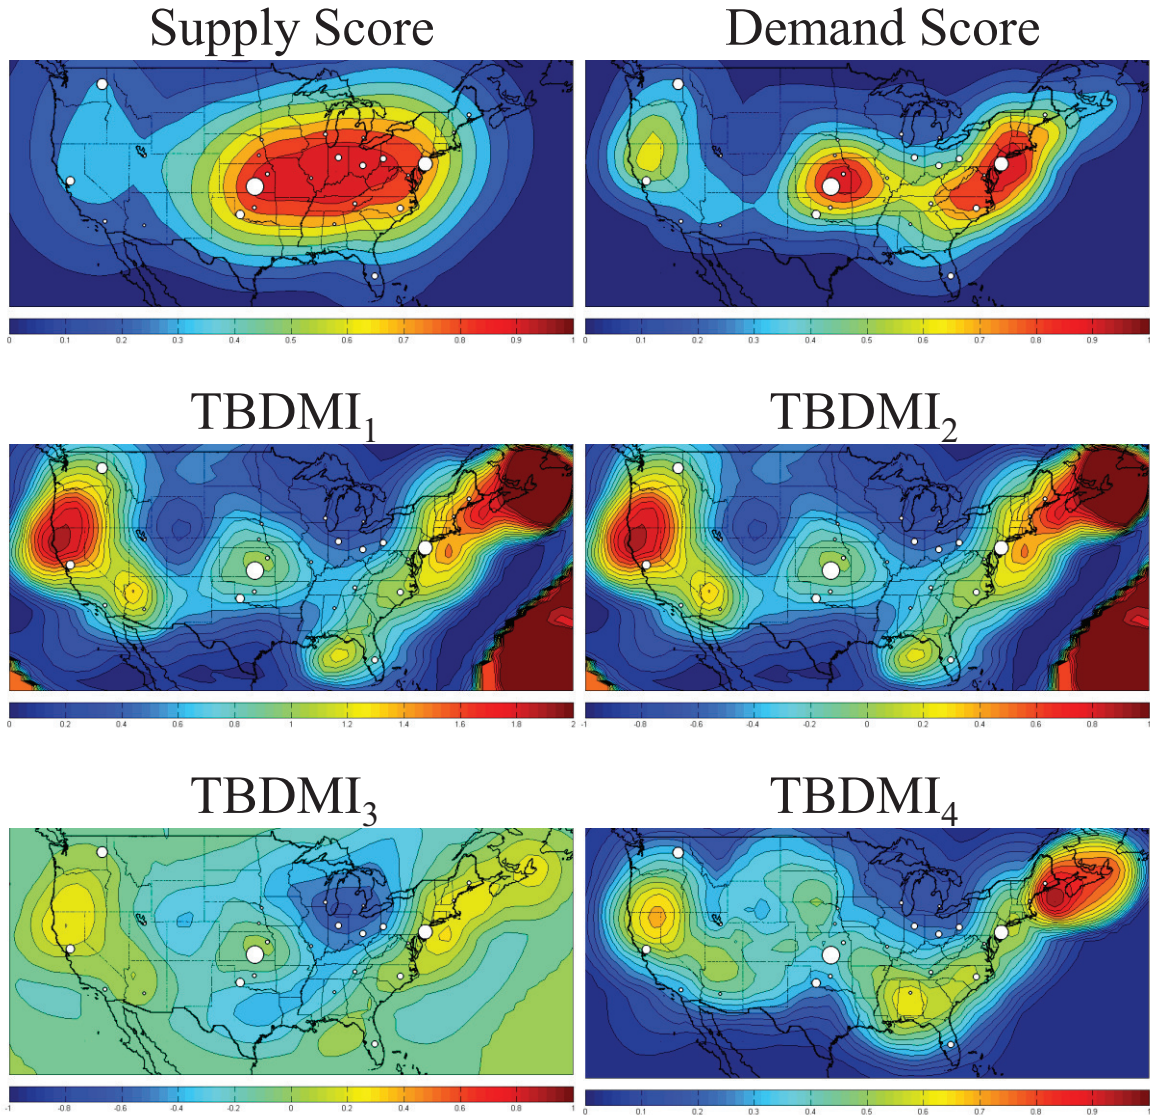 Supply Score
Demand Score
0 0.1 0.2 0.3 0.4 0.5 0.6 0.7 0.8 0.9 1
0 0.1 0.2 0.3 0.4 0.5 0.6 0.7 0.8 0.9 1
TBDMI1
TBDMI2
0 0.2 0.4 0.6 0.8 1 1.2 1.4 1.6 1.8 2
-1 -0.8 -0.6 -0.4 -0.2 0 0.2 0.4 0.6 0.8 1
TBDMI3
TBDMI4
-1 -0.8 -0.6 -0.4 -0.2 0 0.2 0.4 0.6 0.8 1
0 0.1 0.2 0.3 0.4 0.5 0.6 0.7 0.8 0.9 1